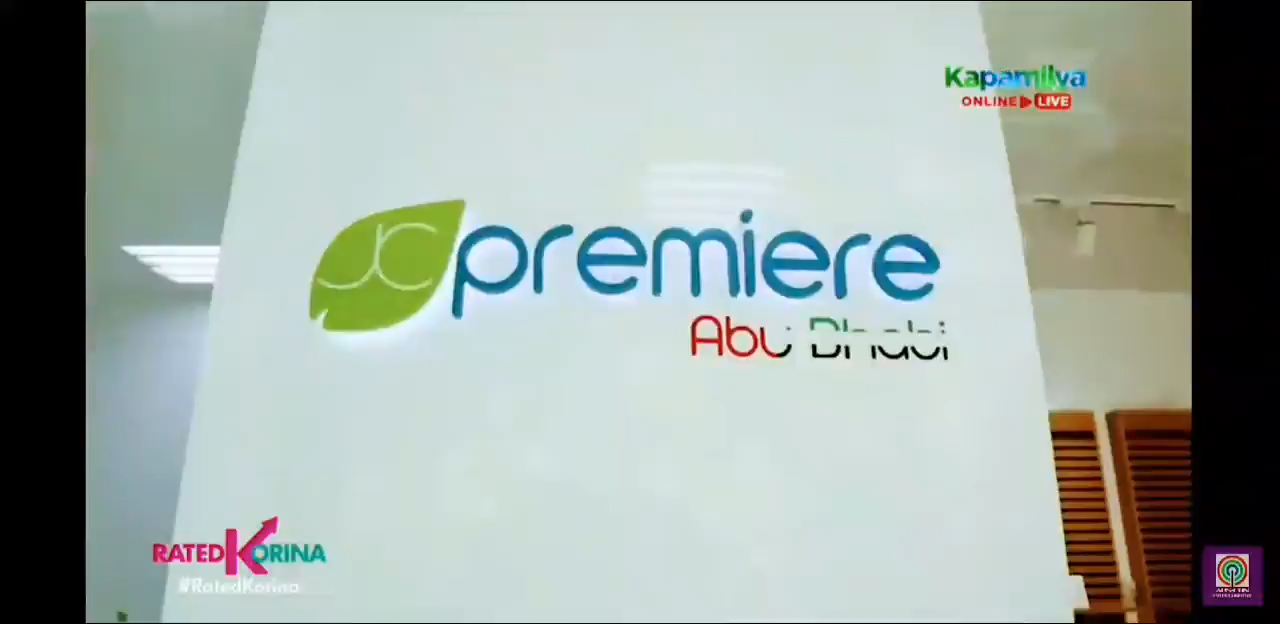 Kapamilya
ONLINE LIVE
JC premiere
Abu Dhabi
RATED KORINA
#RatedKorina